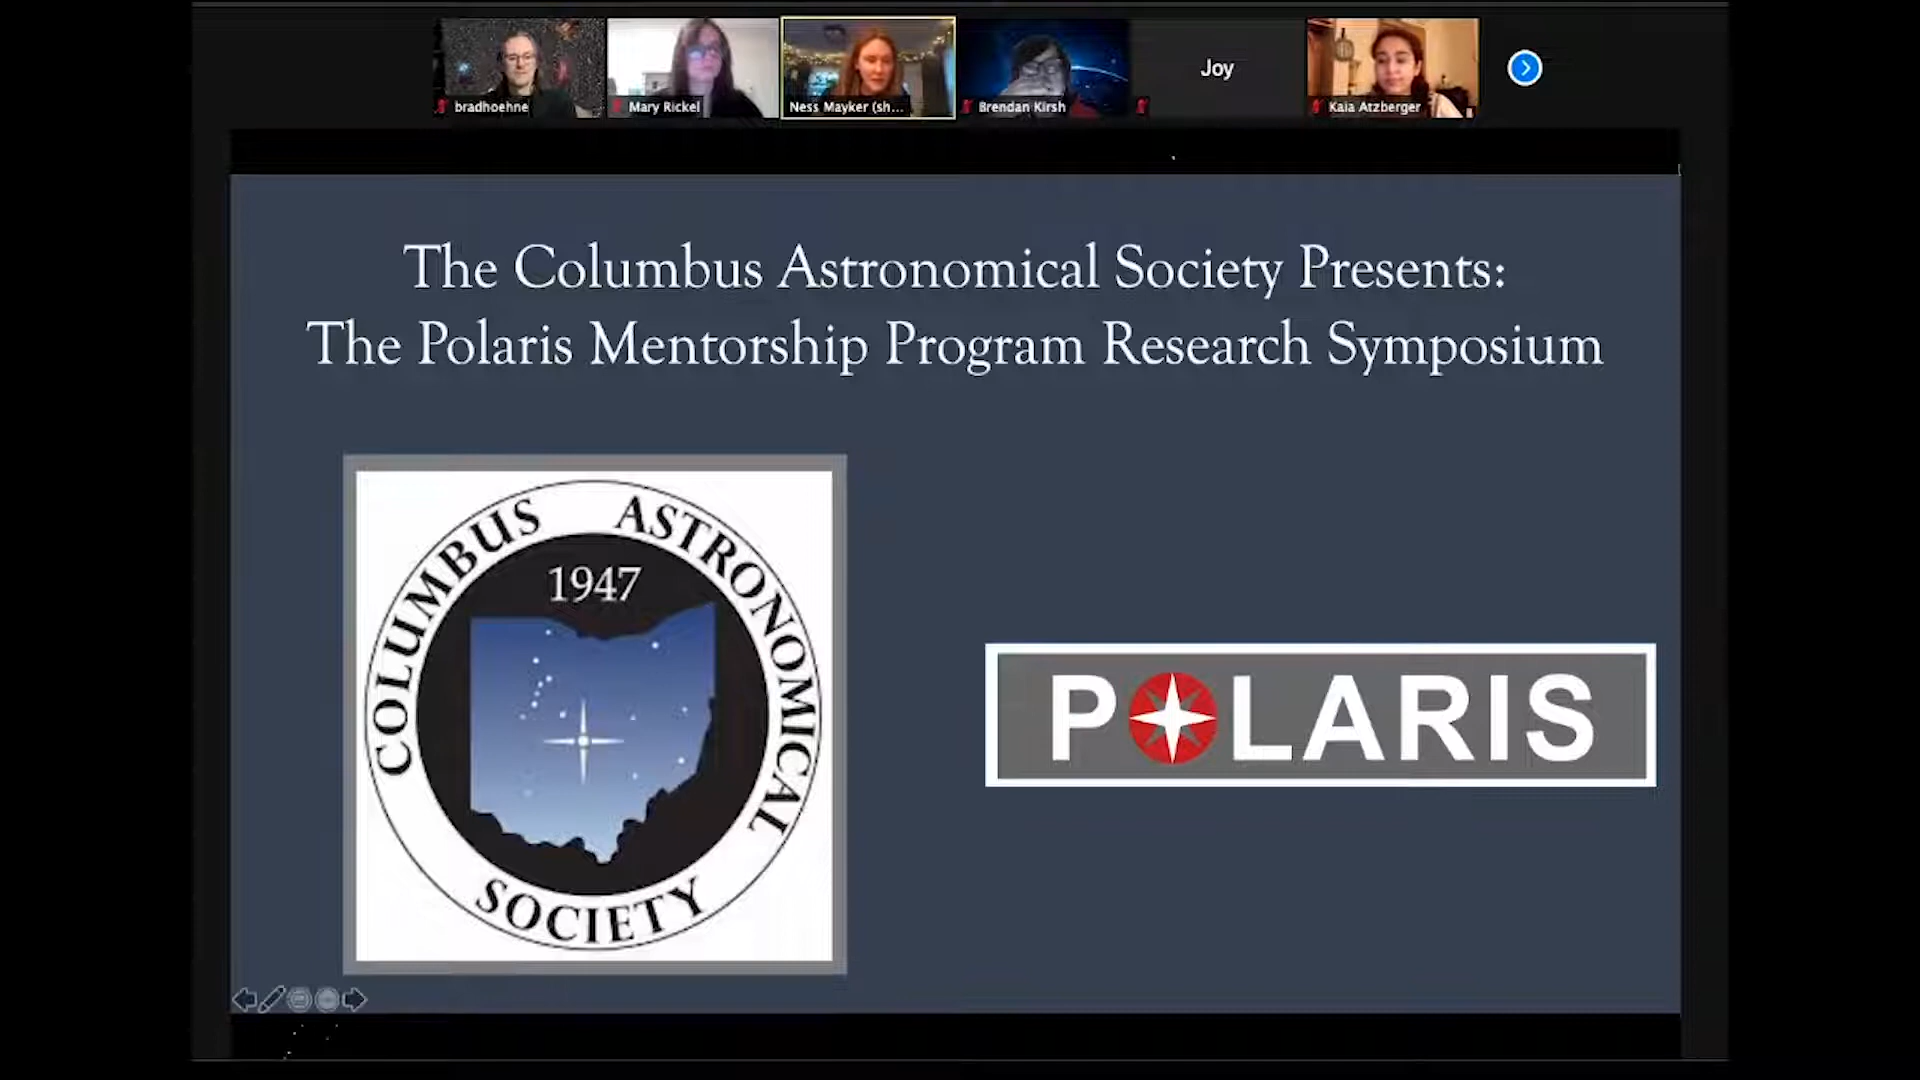 bradhoehne
Mary Rickel
Ness Mayker (sh...
Brendan Kirsh
Joy
Kaia Atzberger
The Columbus Astronomical Society Presents:
The Polaris Mentorship Program Research Symposium
COLUMBUS ASTRONOMICAL
1947
SOCIETY
POLARIS